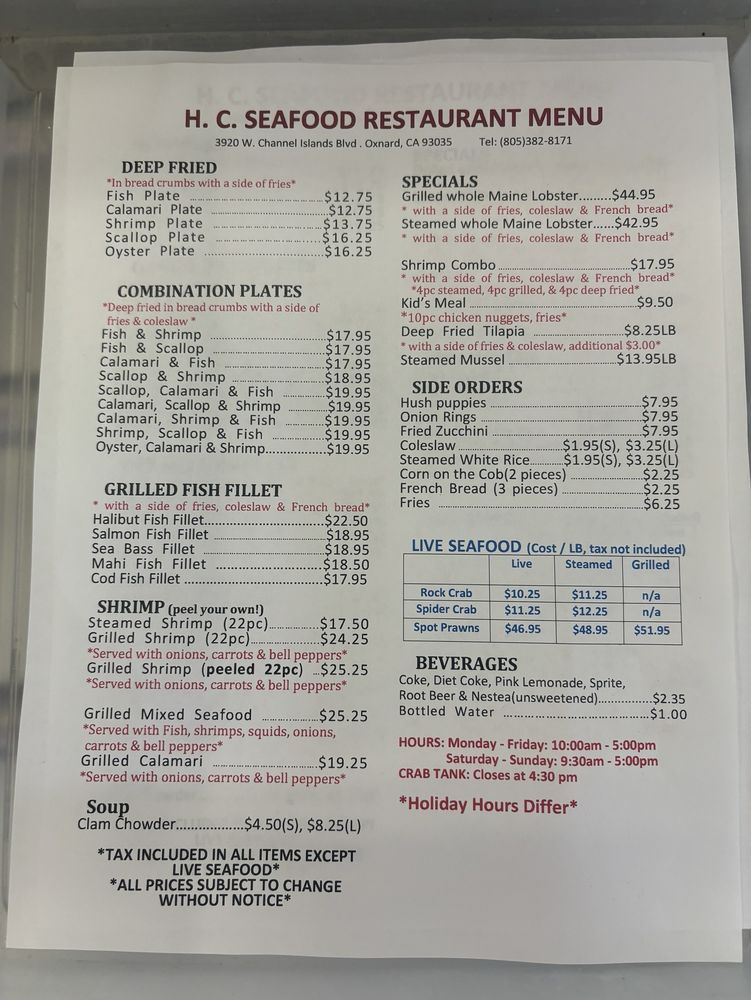 H. C. SEAFOOD RESTAURANT MENU
3920 W. Channel Islands Blvd . Oxnard, CA 93035 Tel: (805)382-8171
DEEP FRIED
*In bread crumbs with a side of fries*
Fish Plate ........................$12.75
Calamari Plate ........................$12.75
Shrimp Plate ........................$13.75
Scallop Plate ........................$16.25
Oyster Plate ........................$16.25
COMBINATION PLATES
*Deep fried in bread crumbs with a side of
fries & coleslaw *
Fish & Shrimp ........................$17.95
Fish & Scallop ........................$17.95
Calamari & Fish ........................$17.95
Scallop & Shrimp ........................$18.95
Scallop, Calamari & Fish ..................$19.95
Calamari, Scallop & Shrimp ..............$19.95
Calamari, Shrimp & Fish ................$19.95
Shrimp, Scallop & Fish ..................$19.95
Oyster, Calamari & Shrimp................$19.95
GRILLED FISH FILLET
* with a side of fries, coleslaw & French bread*
Halibut Fish Fillet........................$22.50
Salmon Fish Fillet ........................$18.95
Sea Bass Fillet ........................$18.95
Mahi Fish Fillet ........................$18.50
Cod Fish Fillet ........................$17.95
SHRIMP (peel your own!)
Steamed Shrimp (22pc)................$17.50
Grilled Shrimp (22pc)..................$24.25
*Served with onions, carrots & bell peppers*
Grilled Shrimp (peeled 22pc) ...$25.25
*Served with onions, carrots & bell peppers*
Grilled Mixed Seafood ..............$25.25
*Served with Fish, shrimps, squids, onions,
carrots & bell peppers*
Grilled Calamari ........................$19.25
*Served with onions, carrots & bell peppers*
Soup
Clam Chowder..................$4.50(S), $8.25(L)
*TAX INCLUDED IN ALL ITEMS EXCEPT
LIVE SEAFOOD*
*ALL PRICES SUBJECT TO CHANGE
WITHOUT NOTICE*
SPECIALS
Grilled whole Maine Lobster.........$44.95
* with a side of fries, coleslaw & French bread*
Steamed whole Maine Lobster......$42.95
* with a side of fries, coleslaw & French bread*
Shrimp Combo ........................$17.95
* with a side of fries, coleslaw & French bread*
*4pc steamed, 4pc grilled, & 4pc deep fried*
Kid's Meal ........................$9.50
*10pc chicken nuggets, fries*
Deep Fried Tilapia ........................$8.25LB
* with a side of fries & coleslaw, additional $3.00*
Steamed Mussel ........................$13.95LB
SIDE ORDERS
Hush puppies ........................$7.95
Onion Rings ........................$7.95
Fried Zucchini ........................$7.95
Coleslaw ........................$1.95(S), $3.25(L)
Steamed White Rice......$1.95(S), $3.25(L)
Corn on the Cob(2 pieces) ..............$2.25
French Bread (3 pieces) ................$2.25
Fries ........................$6.25
LIVE SEAFOOD (Cost / LB, tax not included)
Live Steamed Grilled
Rock Crab $10.25 $11.25 n/a
Spider Crab $11.25 $12.25 n/a
Spot Prawns $46.95 $48.95 $51.95
BEVERAGES
Coke, Diet Coke, Pink Lemonade, Sprite,
Root Beer & Nestea(unsweetened)..............$2.35
Bottled Water ........................$1.00
HOURS: Monday - Friday: 10:00am - 5:00pm
Saturday - Sunday: 9:30am - 5:00pm
CRAB TANK: Closes at 4:30 pm
*Holiday Hours Differ*